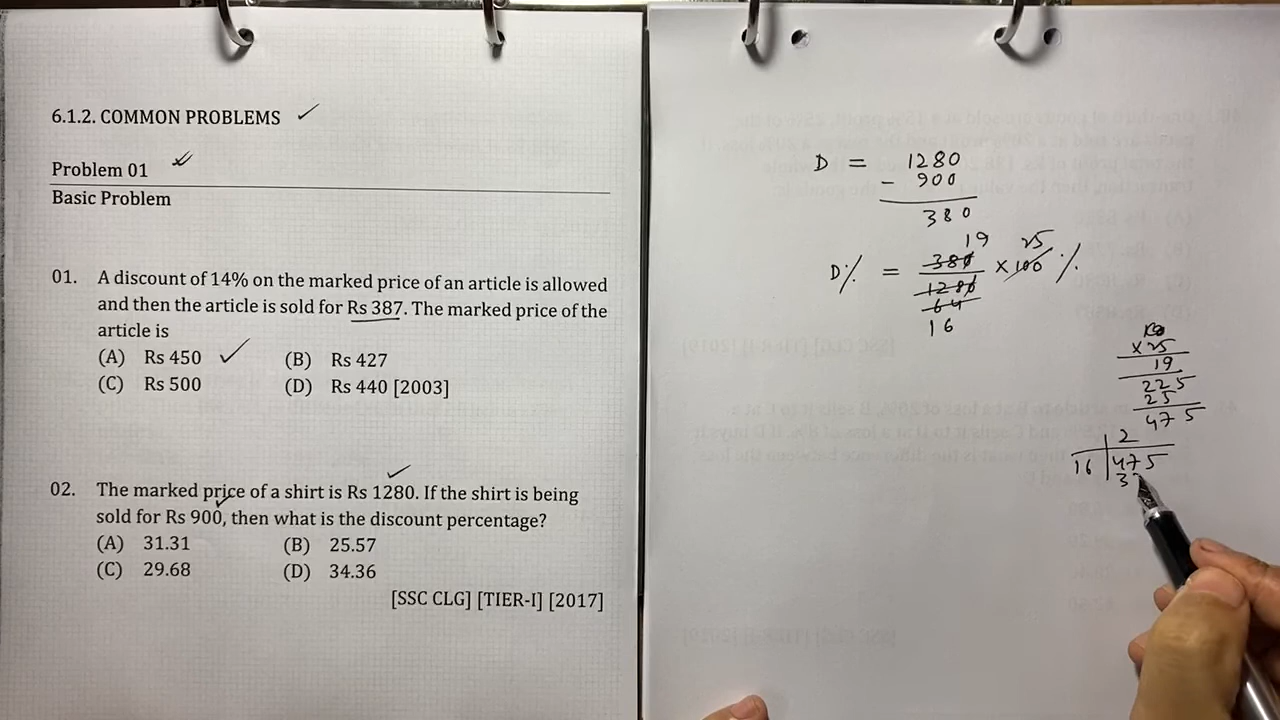 6.1.2. COMMON PROBLEMS
Problem 01
Basic Problem
01. A discount of 14% on the marked price of an article is allowed
and then the article is sold for Rs 387. The marked price of the
article is
(A) Rs 450 (B) Rs 427
(C) Rs 500 (D) Rs 440 [2003]
02. The marked price of a shirt is Rs 1280. If the shirt is being
sold for Rs 900, then what is the discount percentage?
(A) 31.31 (B) 25.57
(C) 29.68 (D) 34.36
[SSC CLG] [TIER-I] [2017]
D = 1280
- 900
380
19 25
D% = 380 × 100 %
1280
64
16
× 25
19
225
25
475
2
16 475
3